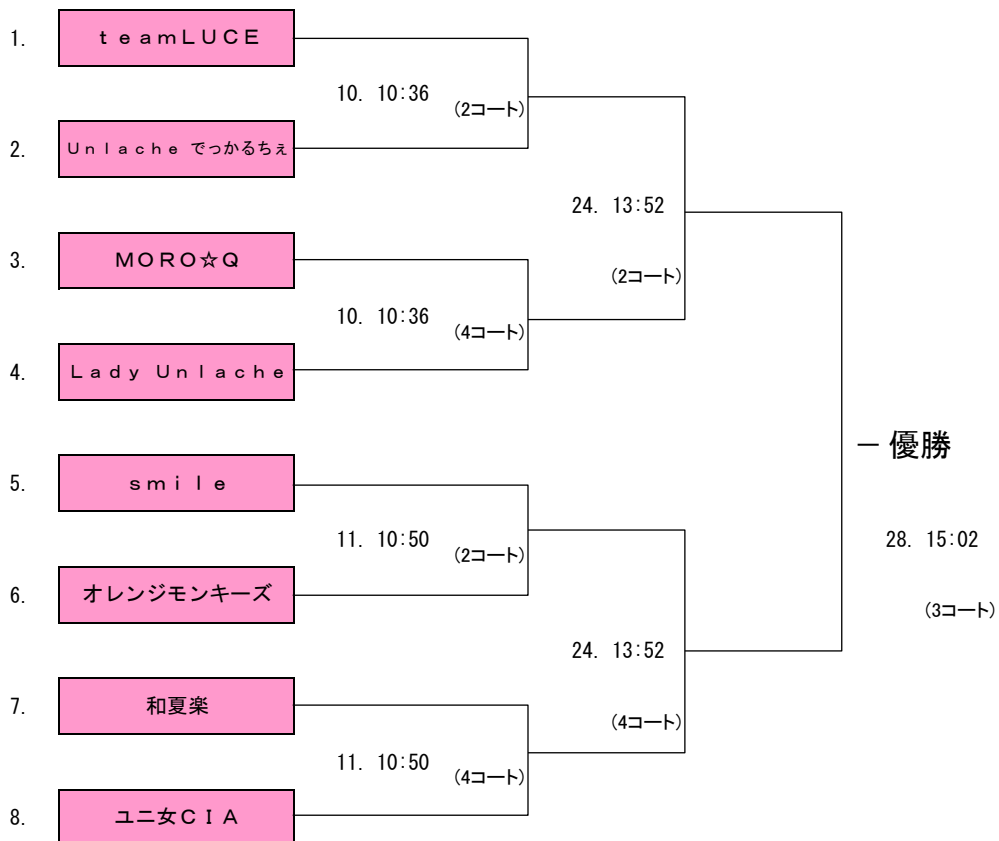 1. ｔｅａｍＬＵＣＥ
10. 10:36
(2コート)
2. Ｕｎｌａｃｈｅ でっかるちぇ
24. 13:52
(2コート)
3. ＭＯＲＯ☆Ｑ
10. 10:36
(4コート)
4. Ｌａｄｙ Ｕｎｌａｃｈｅ
― 優勝
28. 15:02
(3コート)
5. ｓｍｉｌｅ
11. 10:50
(2コート)
6. オレンジモンキーズ
24. 13:52
(4コート)
7. 和夏楽
11. 10:50
(4コート)
8. ユニ女ＣＩＡ